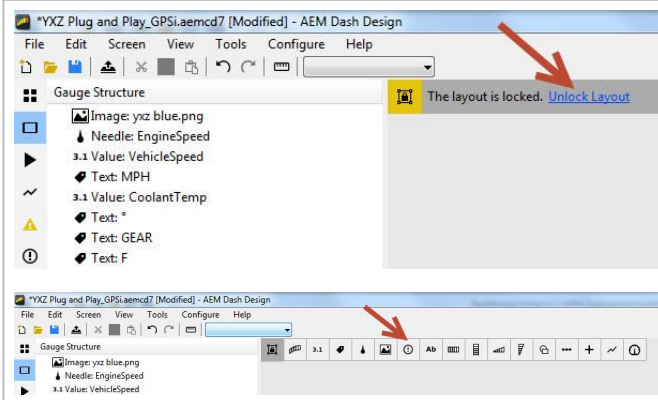 *YXZ Plug and Play_GPSi.aemcd7 [Modified] - AEM Dash Design
File Edit Screen View Tools Configure Help
Gauge Structure
The layout is locked. Unlock Layout
Image: yxz blue.png
Needle: EngineSpeed
3.1 Value: VehicleSpeed
Text: MPH
3.1 Value: CoolantTemp
Text: °
Text: GEAR
Text: F
*YXZ Plug and Play_GPSi.aemcd7 [Modified] - AEM Dash Design
File Edit Screen View Tools Configure Help
Gauge Structure
3.1 Ab
Image: yxz blue.png
Needle: EngineSpeed
3.1 Value: VehicleSpeed